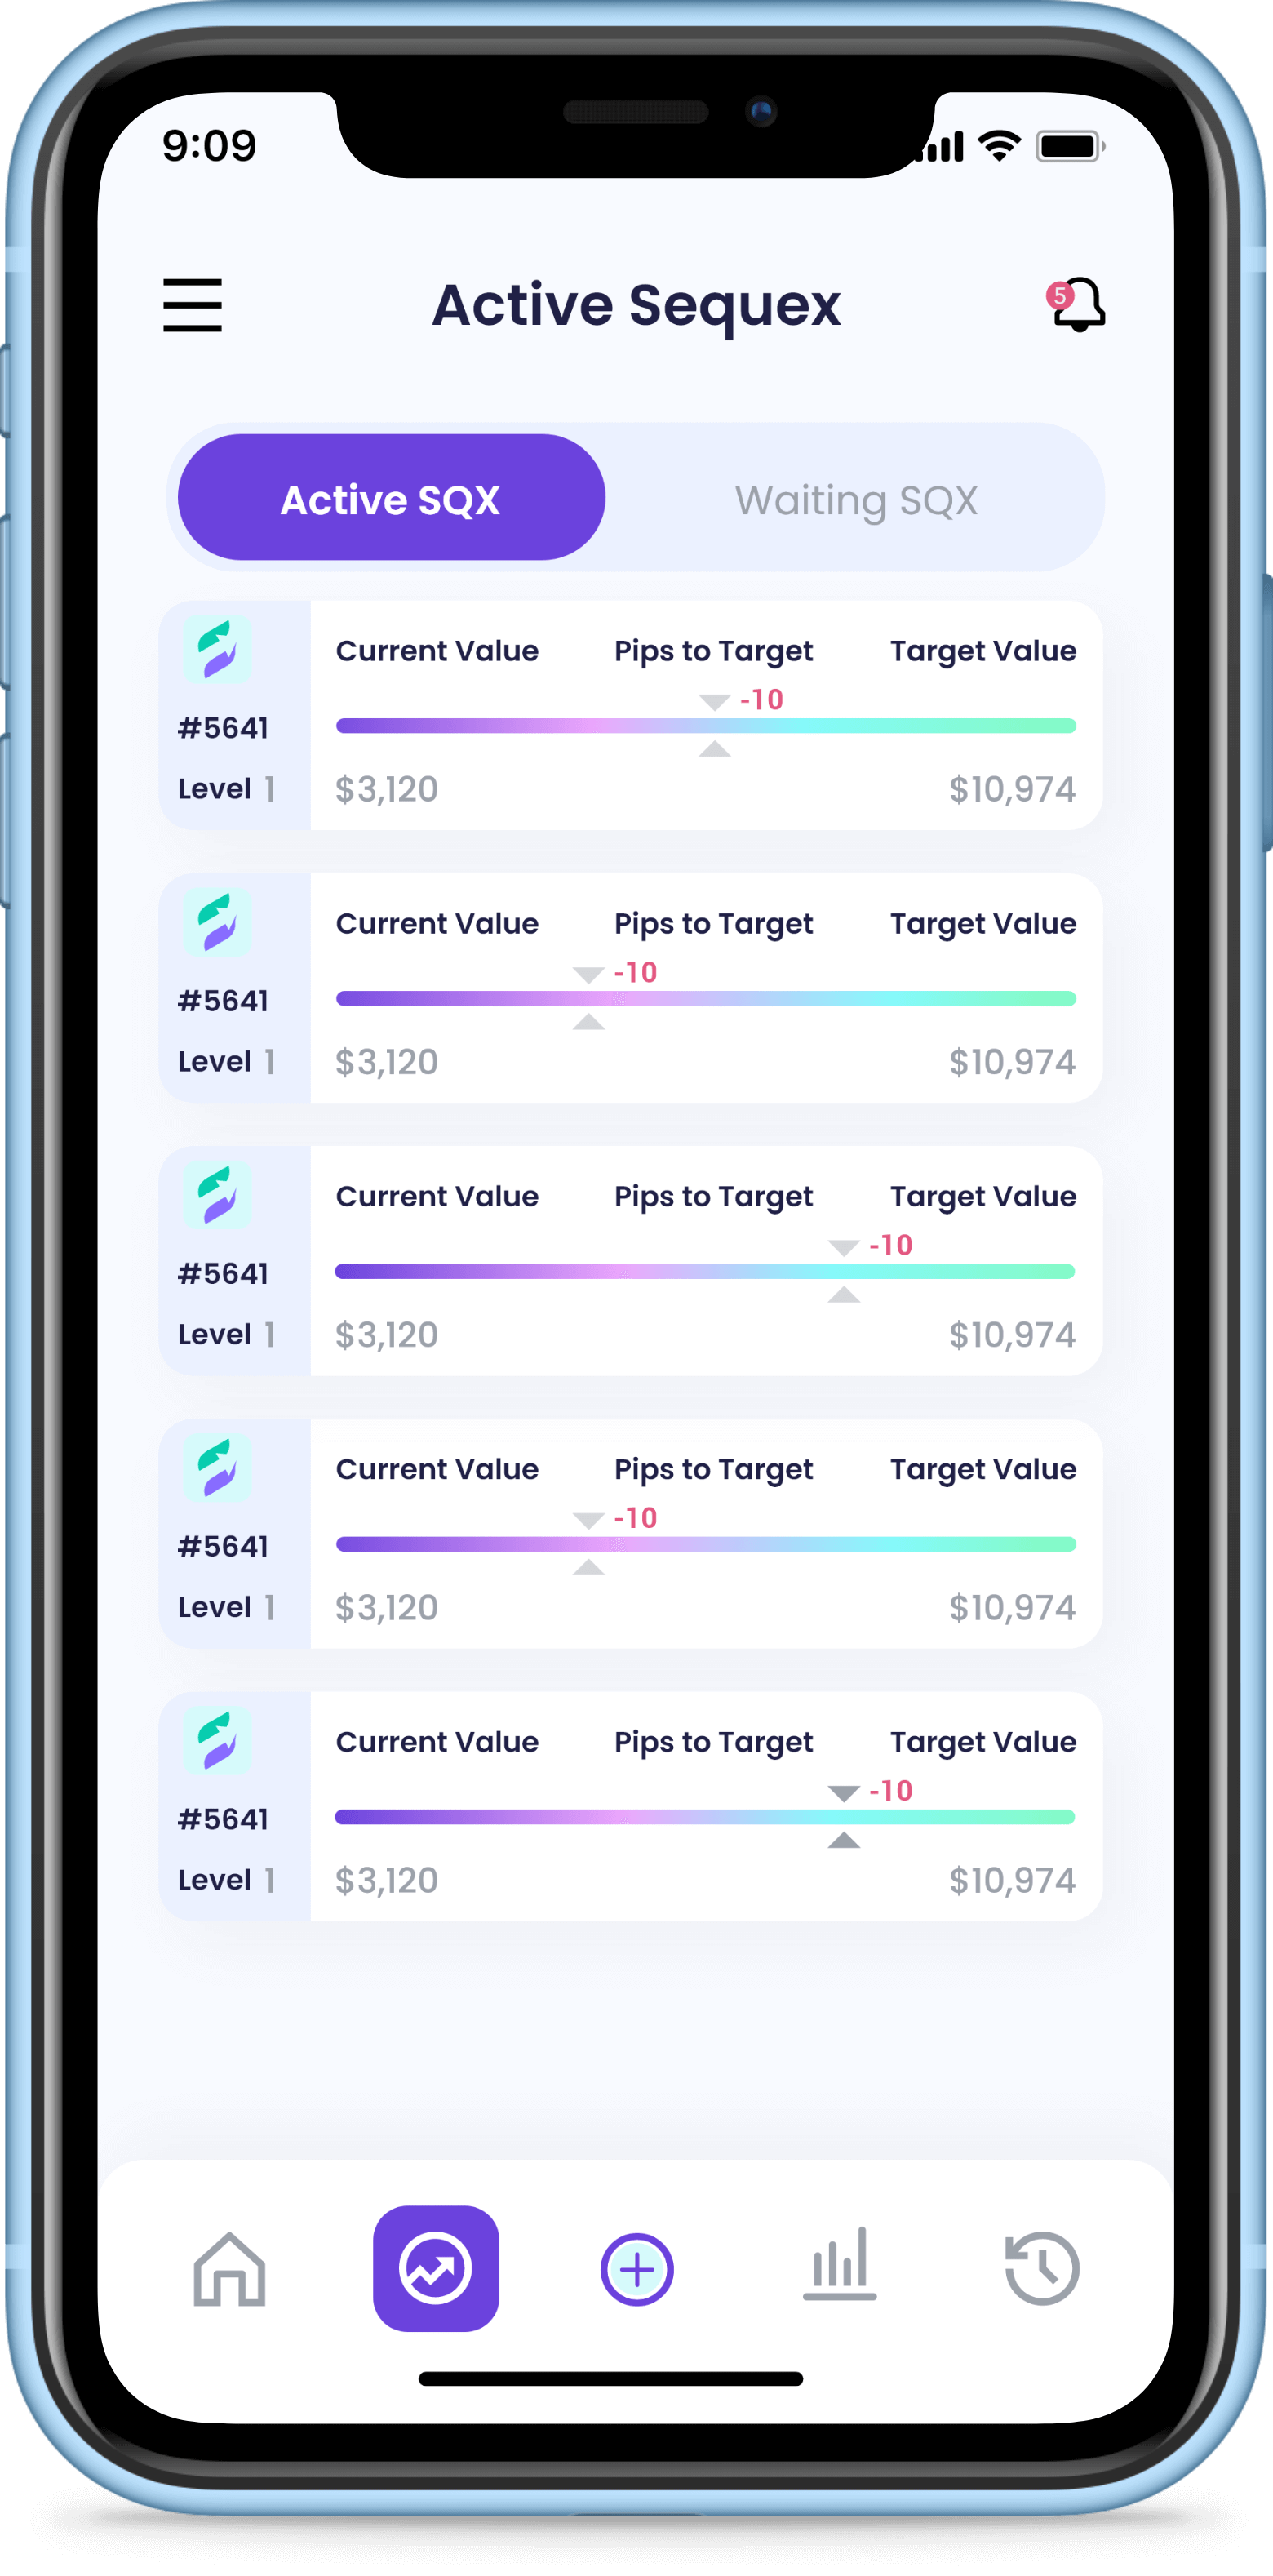 9:09
Active Sequex
5
Active SQX
Waiting SQX
Current Value Pips to Target Target Value
-10
#5641
Level 1 $3,120 $10,974
Current Value Pips to Target Target Value
-10
#5641
Level 1 $3,120 $10,974
Current Value Pips to Target Target Value
-10
#5641
Level 1 $3,120 $10,974
Current Value Pips to Target Target Value
-10
#5641
Level 1 $3,120 $10,974
Current Value Pips to Target Target Value
-10
#5641
Level 1 $3,120 $10,974